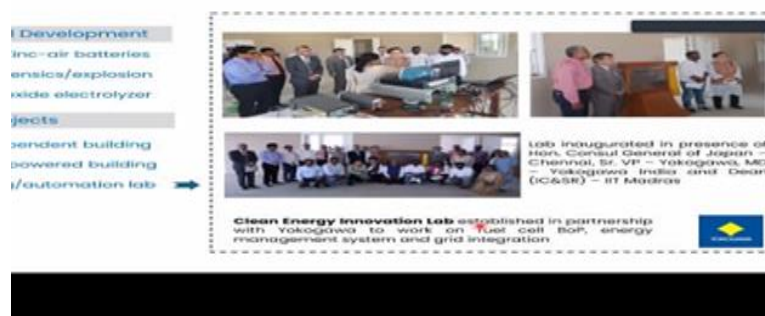 Development
inc-air batteries
ensics/explosion
oxide electrolyzer
jects
pendent building
powered building
/automation lab
Lab inaugurated in presence of
Hon. Consul General of Japan –
Chennai, Sr. VP – Yokogawa, MD
– Yokogawa India and Dean
(IC&SR) – IIT Madras
Clean Energy Innovation Lab established in partnership
with Yokogawa to work on fuel cell BoP, energy
management system and grid integration